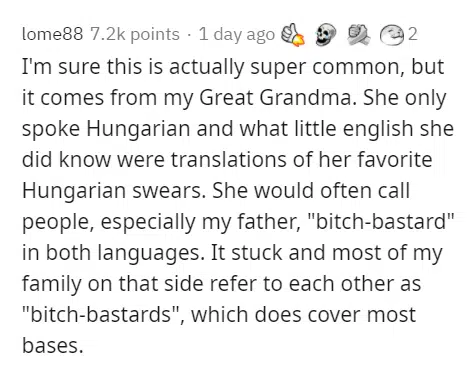 lome88 7.2k points · 1 day ago 2
I'm sure this is actually super common, but
it comes from my Great Grandma. She only
spoke Hungarian and what little english she
did know were translations of her favorite
Hungarian swears. She would often call
people, especially my father, "bitch-bastard"
in both languages. It stuck and most of my
family on that side refer to each other as
"bitch-bastards", which does cover most
bases.